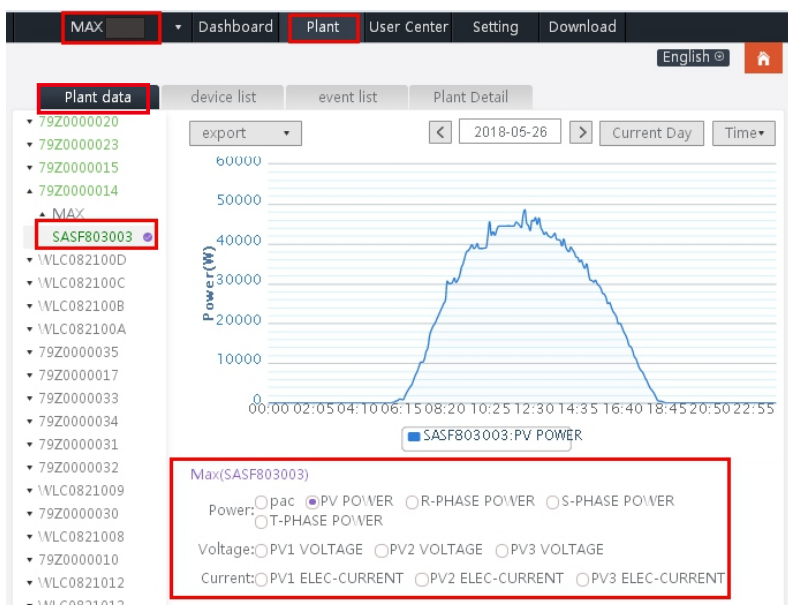 MAX Dashboard Plant User Center Setting Download
English
Plant data device list event list Plant Detail
79Z0000020
79Z0000023
79Z0000015
79Z0000014
MAX
SASF803003
WLC082100D
WLC082100C
WLC082100B
WLC082100A
79Z0000035
79Z0000017
79Z0000033
79Z0000034
79Z0000031
79Z0000032
WLC0821009
79Z0000030
WLC0821008
79Z0000010
WLC0821012
export 2018-05-26 Current Day Time
60000
50000
40000
30000
20000
10000
0
Power(W)
00:00 02:05 04:10 06:15 08:20 10:25 12:30 14:35 16:40 18:45 20:50 22:55
SASF803003:PV POWER
Max(SASF803003)
Power: pac PV POWER R-PHASE POWER S-PHASE POWER
T-PHASE POWER
Voltage: PV1 VOLTAGE PV2 VOLTAGE PV3 VOLTAGE
Current: PV1 ELEC-CURRENT PV2 ELEC-CURRENT PV3 ELEC-CURRENT